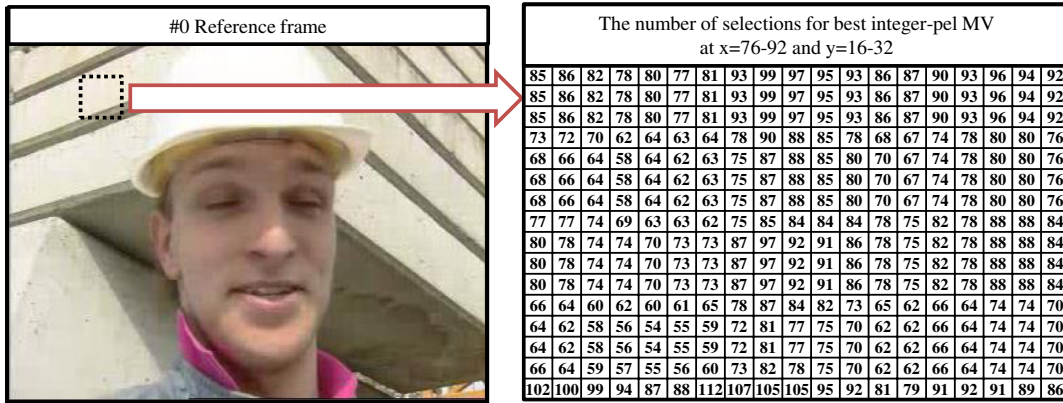 #0 Reference frame
The number of selections for best integer-pel MV
at x=76-92 and y=16-32
85 86 82 78 80 77 81 93 99 97 95 93 86 87 90 93 96 94 92
85 86 82 78 80 77 81 93 99 97 95 93 86 87 90 93 96 94 92
85 86 82 78 80 77 81 93 99 97 95 93 86 87 90 93 96 94 92
73 72 70 62 64 63 64 78 90 88 85 78 68 67 74 78 80 80 76
68 66 64 58 64 62 63 75 87 88 85 80 70 67 74 78 80 80 76
68 66 64 58 64 62 63 75 87 88 85 80 70 67 74 78 80 80 76
68 66 64 58 64 62 63 75 87 88 85 80 70 67 74 78 80 80 76
77 77 74 69 63 63 62 75 85 84 84 84 78 75 82 78 88 88 84
80 78 74 74 70 73 73 87 97 92 91 86 78 75 82 78 88 88 84
80 78 74 74 70 73 73 87 97 92 91 86 78 75 82 78 88 88 84
80 78 74 74 70 73 73 87 97 92 91 86 78 75 82 78 88 88 84
66 64 60 62 60 61 65 78 87 84 82 73 65 62 66 64 74 74 70
64 62 58 56 54 55 59 72 81 77 75 70 62 62 66 64 74 74 70
64 62 58 56 54 55 59 72 81 77 75 70 62 62 66 64 74 74 70
66 64 59 57 55 56 60 73 82 78 75 70 62 62 66 64 74 74 70
102 100 99 94 87 88 112 107 105 105 95 92 81 79 91 92 91 89 86